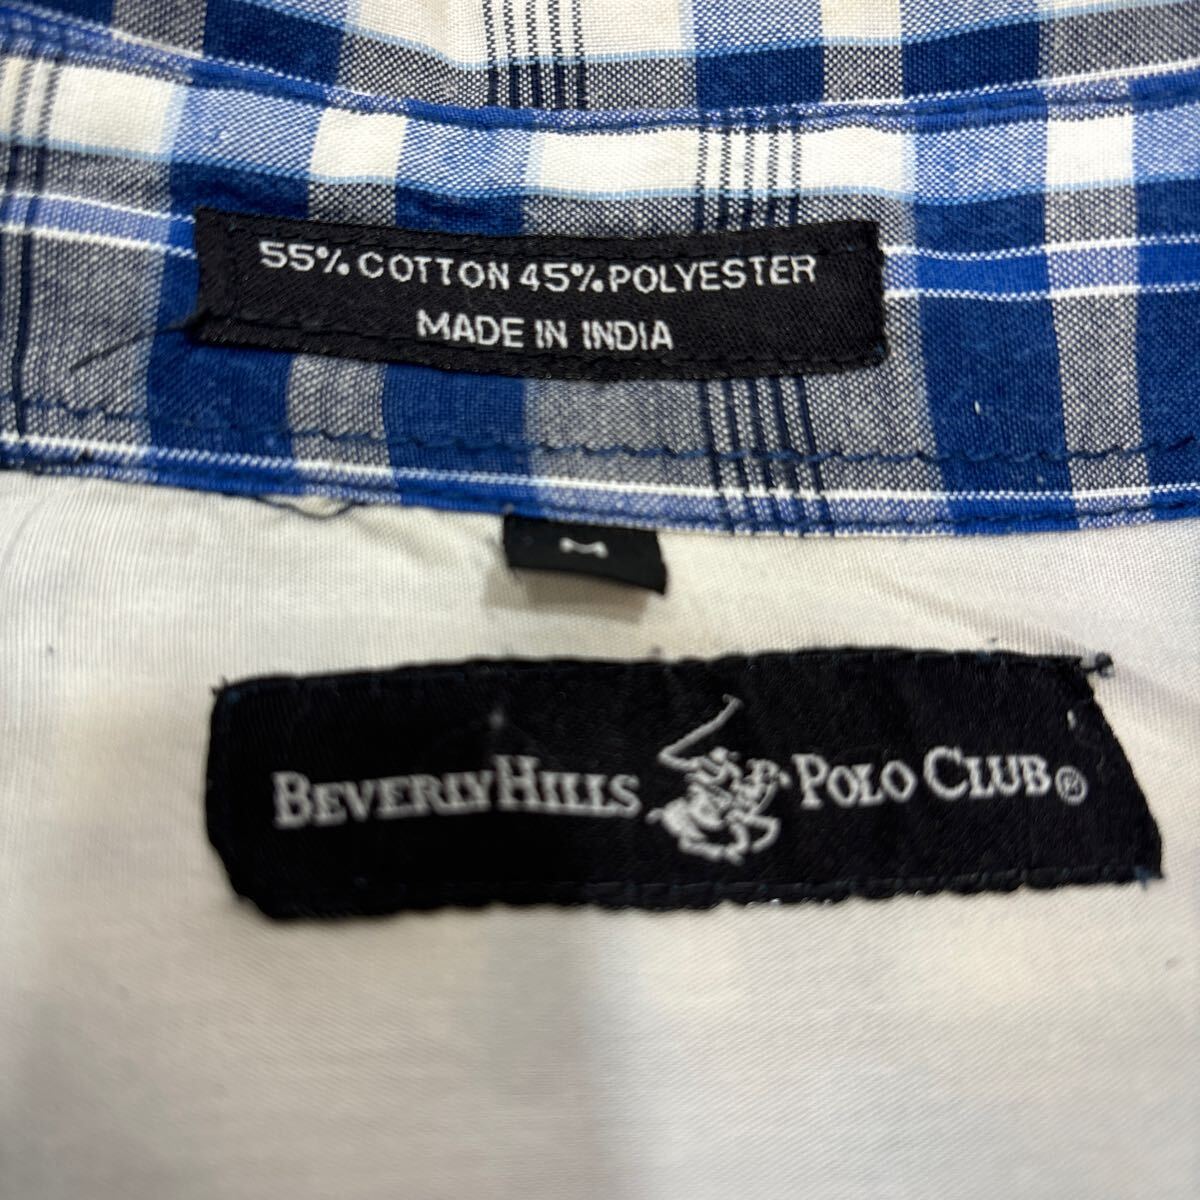 55% COTTON 45% POLYESTER
MADE IN INDIA
BEVERLY HILLS POLO CLUB®